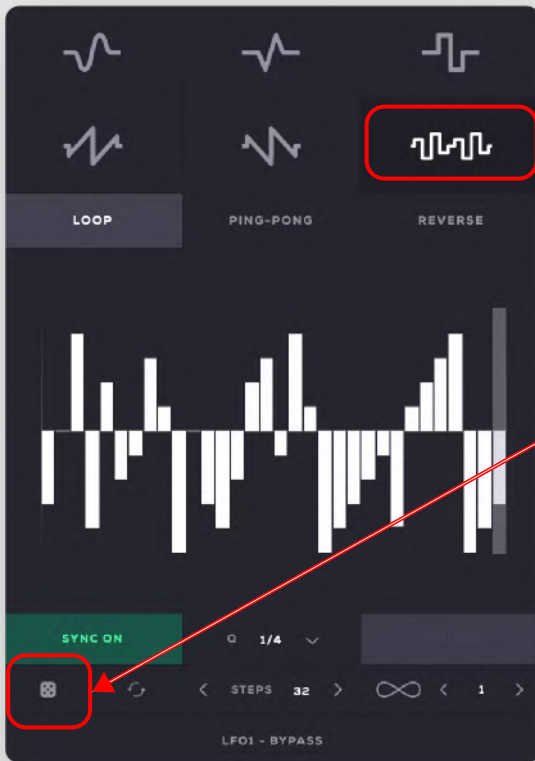 LOOP PING-PONG REVERSE
SYNC ON Q 1/4
STEPS 32 1
LFO1 - BYPASS